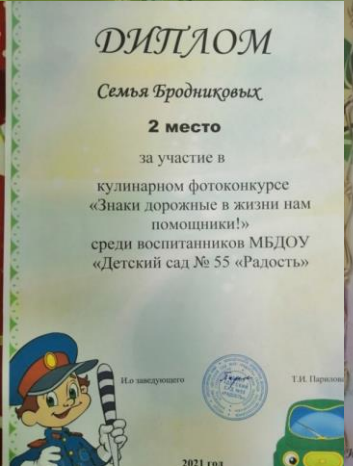 ДИПЛОМ
Семья Бродниковых
2 место
за участие в
кулинарном фотоконкурсе
«Знаки дорожные в жизни нам
помощники!»
среди воспитанников МБДОУ
«Детский сад № 55 «Радость»
И.о заведующего Т.И. Парилова
2021 год